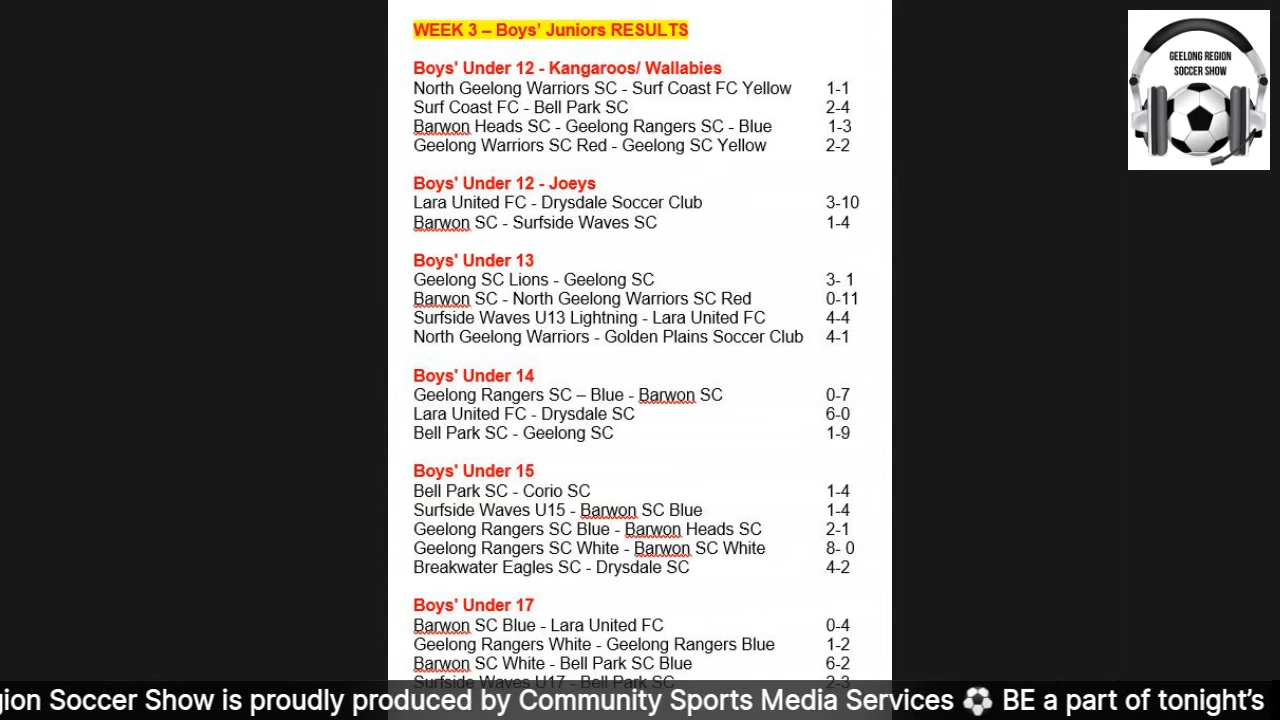 WEEK 3 – Boys’ Juniors RESULTS
Boys' Under 12 - Kangaroos/ Wallabies
North Geelong Warriors SC - Surf Coast FC Yellow 1-1
Surf Coast FC - Bell Park SC 2-4
Barwon Heads SC - Geelong Rangers SC - Blue 1-3
Geelong Warriors SC Red - Geelong SC Yellow 2-2
Boys' Under 12 - Joeys
Lara United FC - Drysdale Soccer Club 3-10
Barwon SC - Surfside Waves SC 1-4
Boys' Under 13
Geelong SC Lions - Geelong SC 3- 1
Barwon SC - North Geelong Warriors SC Red 0-11
Surfside Waves U13 Lightning - Lara United FC 4-4
North Geelong Warriors - Golden Plains Soccer Club 4-1
Boys' Under 14
Geelong Rangers SC – Blue - Barwon SC 0-7
Lara United FC - Drysdale SC 6-0
Bell Park SC - Geelong SC 1-9
Boys' Under 15
Bell Park SC - Corio SC 1-4
Surfside Waves U15 - Barwon SC Blue 1-4
Geelong Rangers SC Blue - Barwon Heads SC 2-1
Geelong Rangers SC White - Barwon SC White 8- 0
Breakwater Eagles SC - Drysdale SC 4-2
Boys' Under 17
Barwon SC Blue - Lara United FC 0-4
Geelong Rangers White - Geelong Rangers Blue 1-2
Barwon SC White - Bell Park SC Blue 6-2
Surfside Waves U17 - Bell Park SC 2-3
GEELONG REGION
SOCCER SHOW
gion Soccer Show is proudly produced by Community Sports Media Services ⚽ BE a part of tonight’s